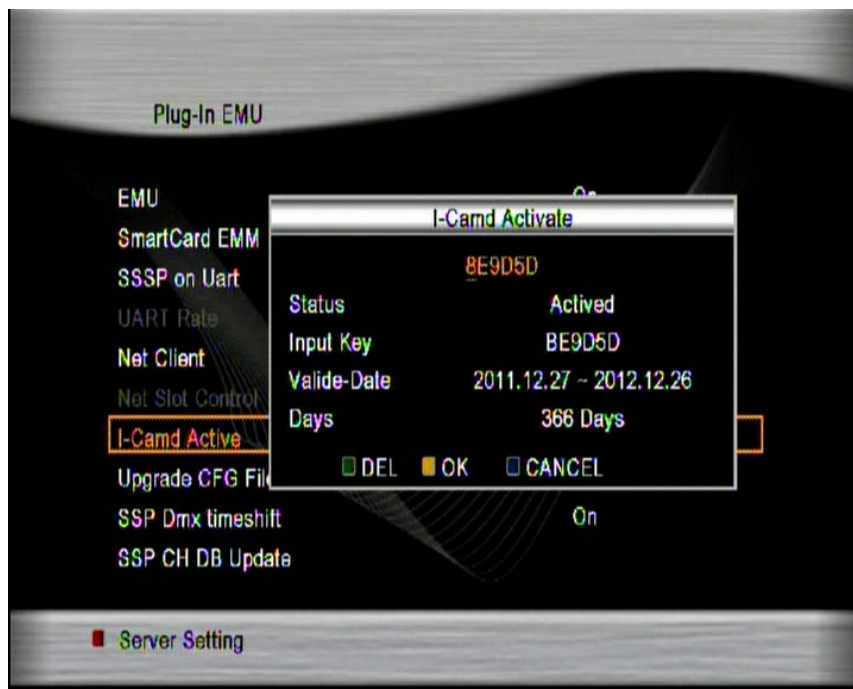 Plug-In EMU
EMU
On
SmartCard EMM
SSSP on Uart
UART Rate
Net Client
Net Slot Control
I-Camd Active
Upgrade CFG File
SSP Dmx timeshift
On
SSP CH DB Update
I-Camd Activate
8E9D5D
Status
Actived
Input Key
BE9D5D
Valide-Date
2011.12.27 ~ 2012.12.26
Days
366 Days
DEL
OK
CANCEL
Server Setting